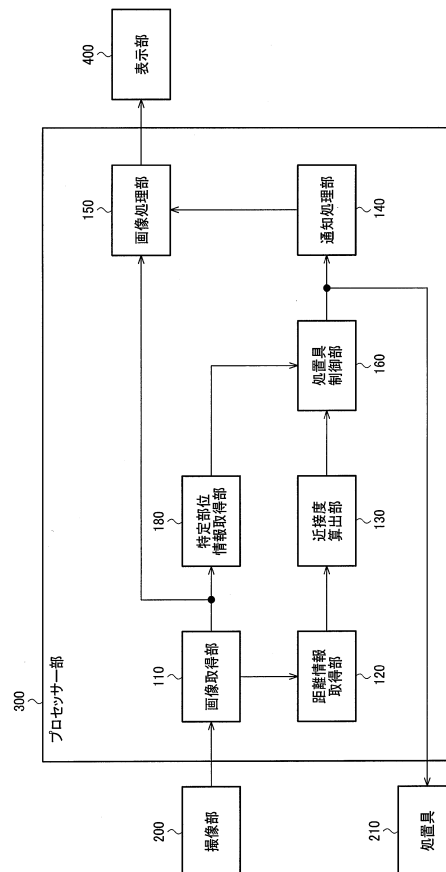 300
プロセッサー部
200
撮像部
110
画像取得部
180
特定部位
情報取得部
150
画像処理部
400
表示部
距離情報
取得部
120
近接度
算出部
130
処置具
制御部
160
通知処理部
140
210
処置具